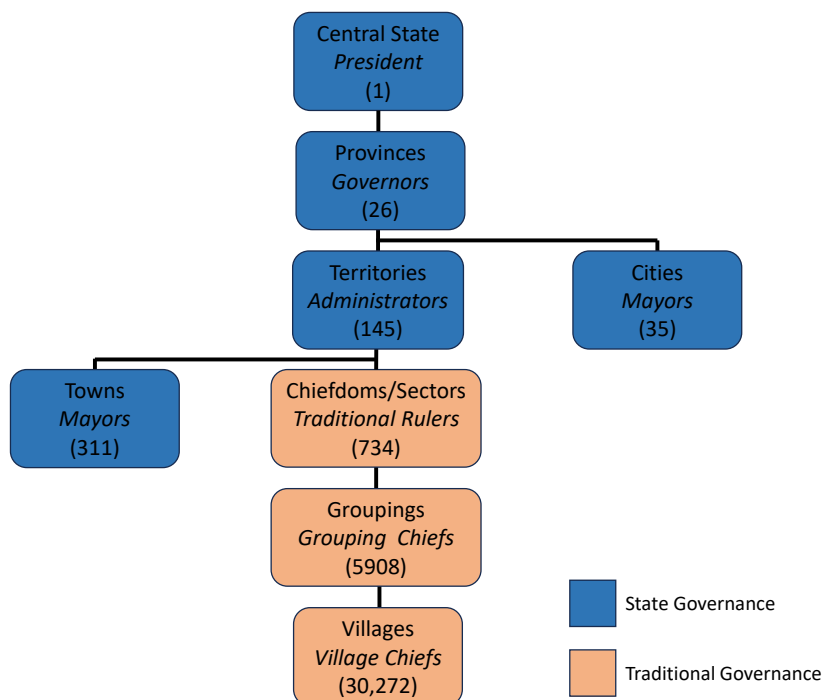 Central State
President
(1)
Provinces
Governors
(26)
Territories
Administrators
(145)
Cities
Mayors
(35)
Towns
Mayors
(311)
Chiefdoms/Sectors
Traditional Rulers
(734)
Groupings
Grouping Chiefs
(5908)
Villages
Village Chiefs
(30,272)
State Governance
Traditional Governance